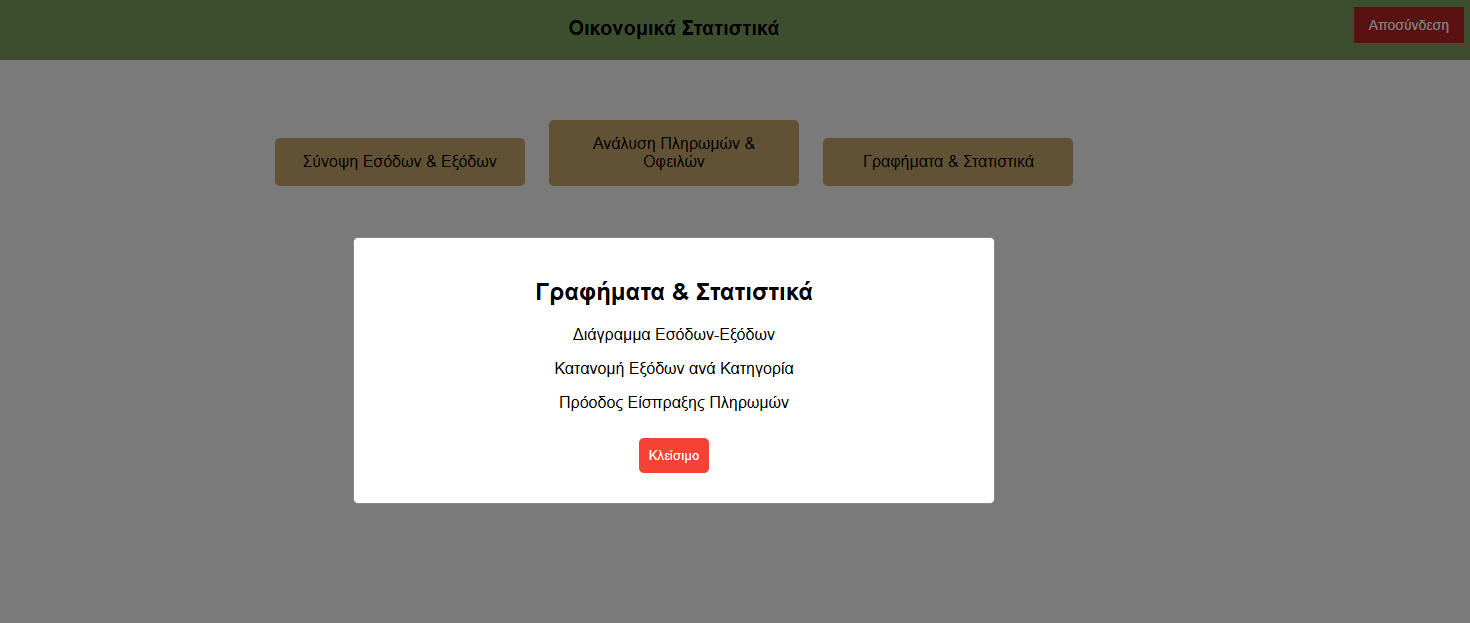 Οικονομικά Στατιστικά
Αποσύνδεση
Σύνοψη Εσόδων & Εξόδων
Ανάλυση Πληρωμών &
Οφειλών
Γραφήματα & Στατιστικά
Γραφήματα & Στατιστικά
Διάγραμμα Εσόδων-Εξόδων
Κατανομή Εξόδων ανά Κατηγορία
Πρόοδος Είσπραξης Πληρωμών
Κλείσιμο